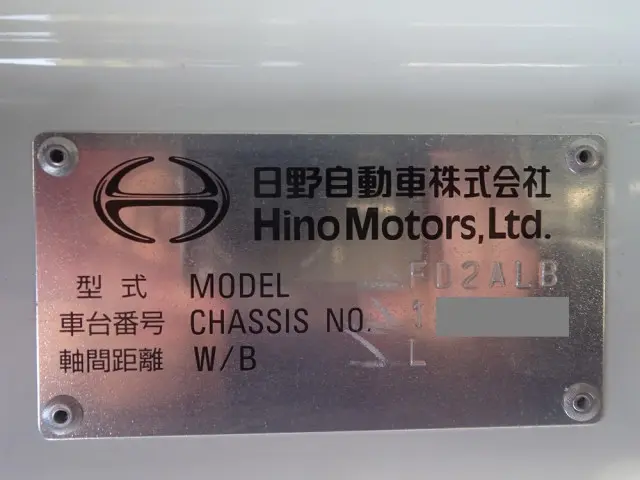 日野自動車株式会社
Hino Motors, Ltd.
型式 MODEL FD2ALB
車台番号 CHASSIS NO. 1
軸間距離 W/B L